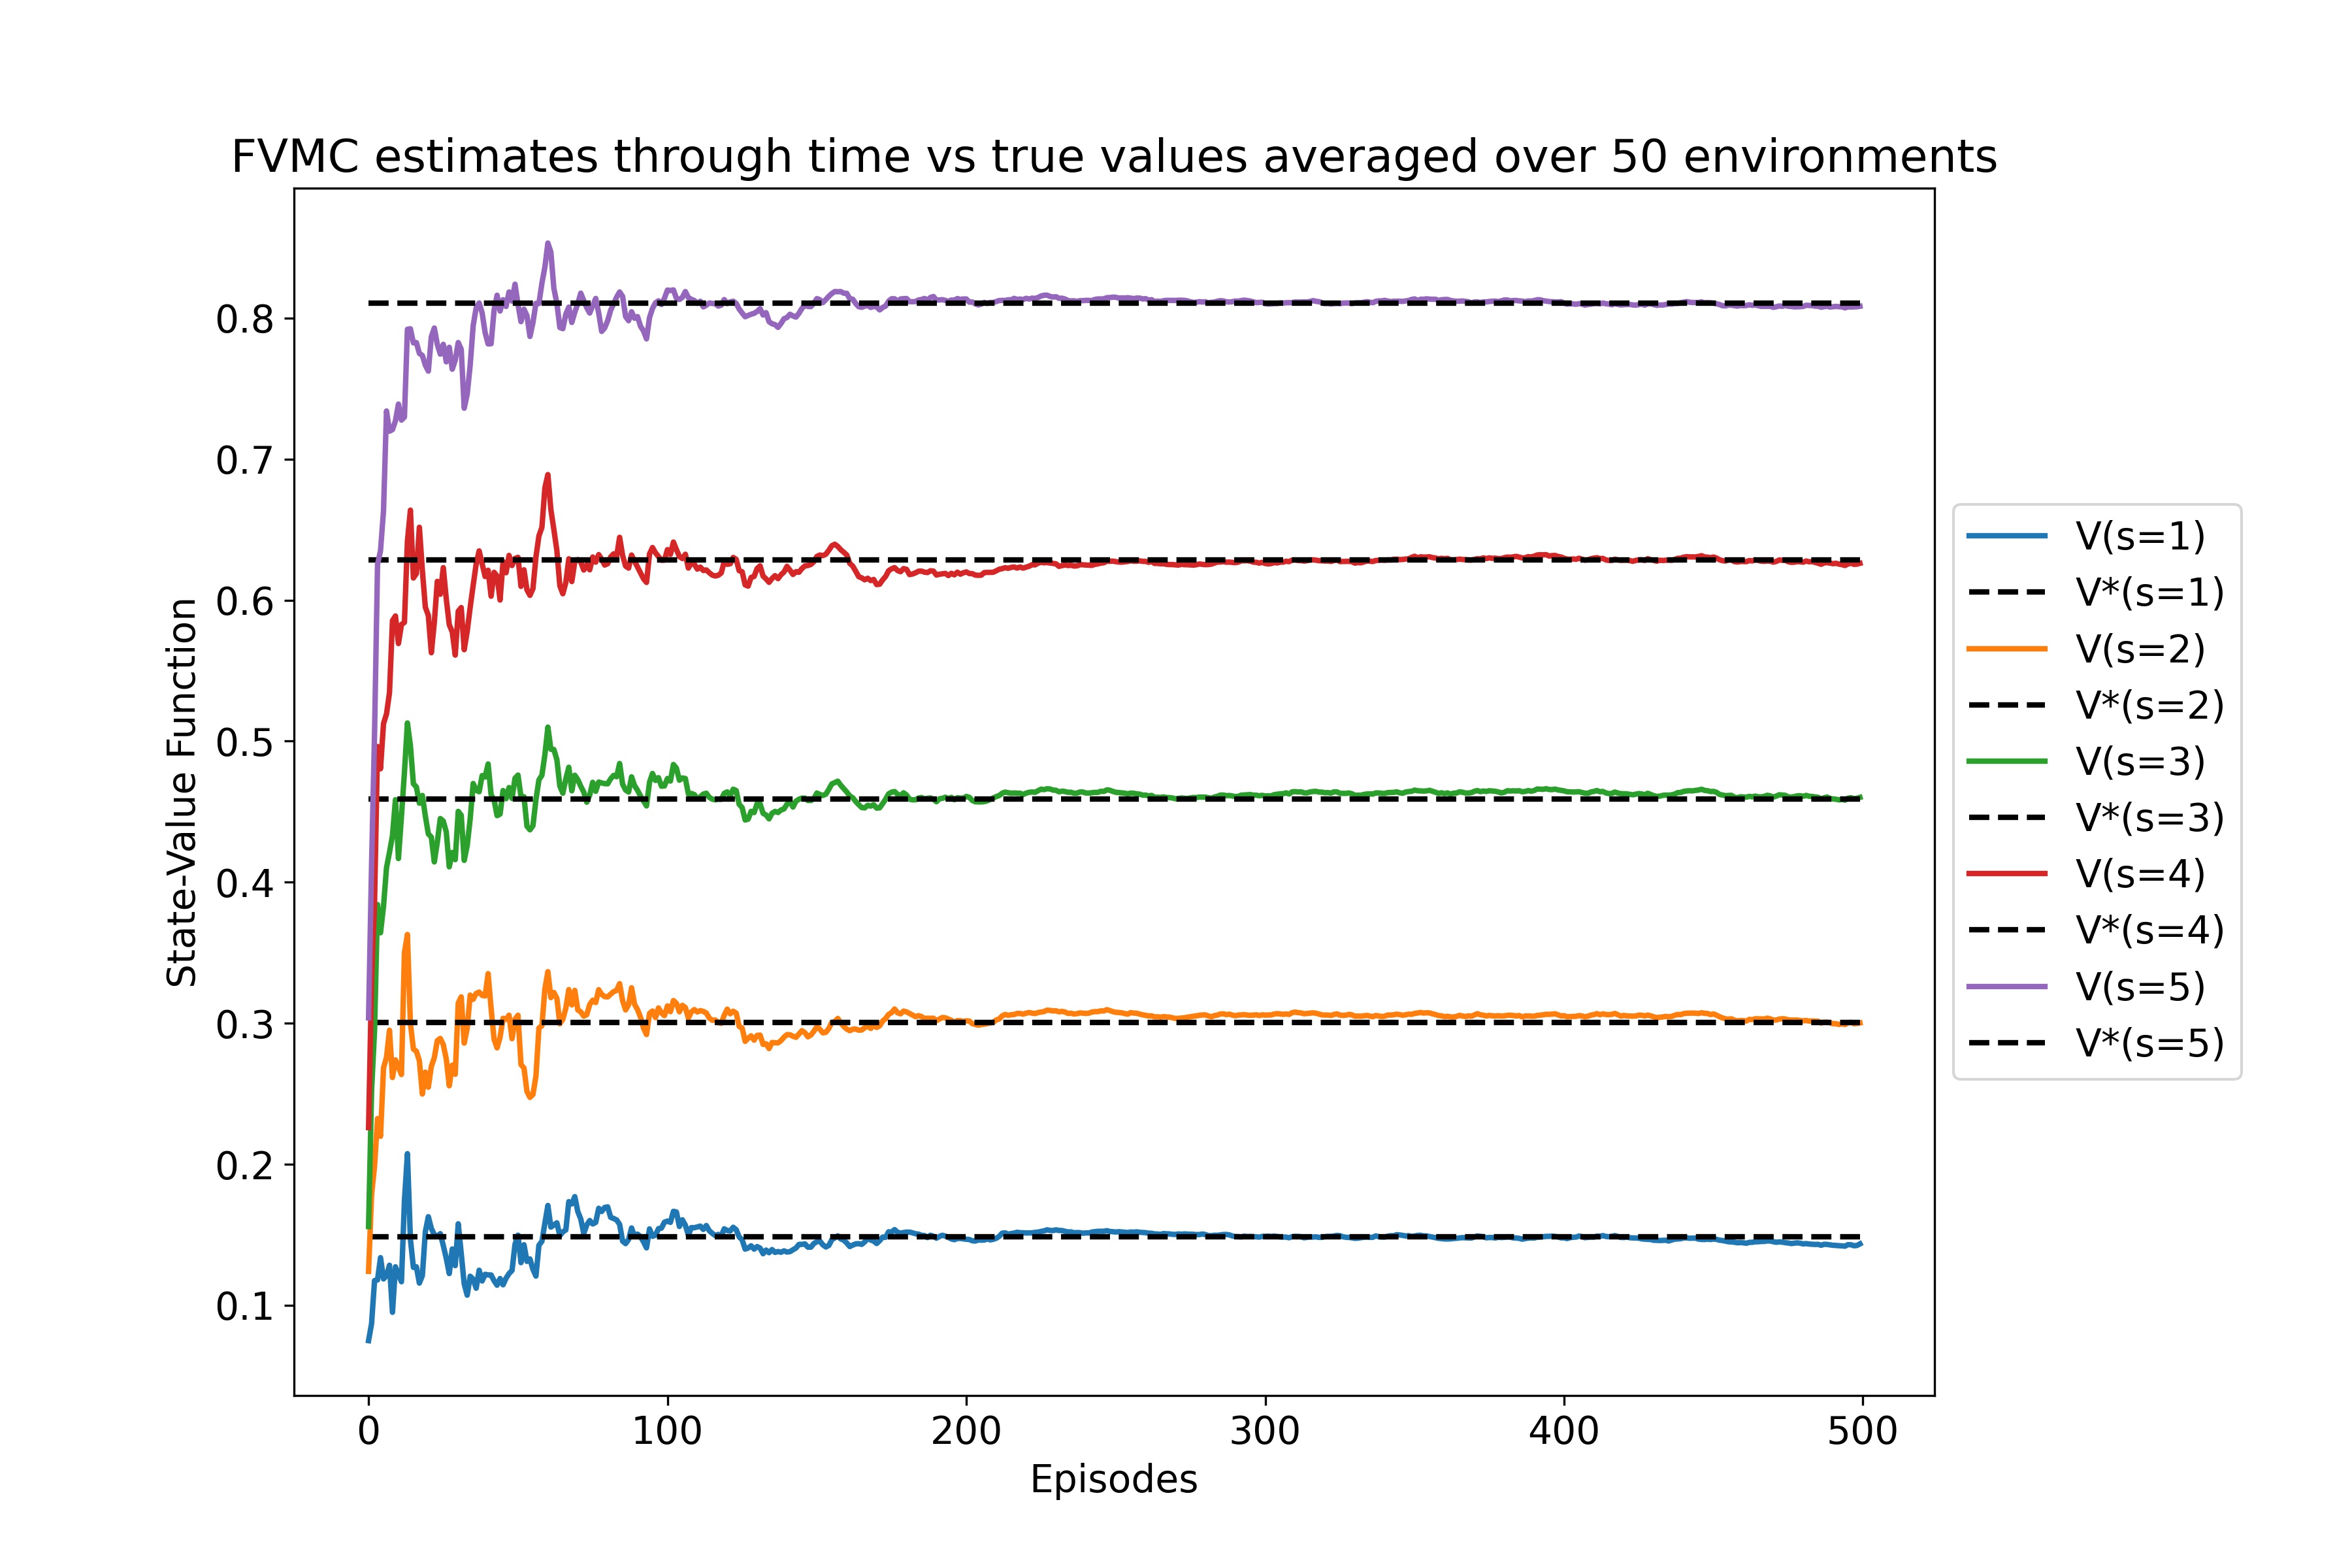 FVMC estimates through time vs true values averaged over 50 environments
State-Value Function
0.8
0.7
0.6
0.5
0.4
0.3
0.2
0.1
0 100 200 300 400 500
Episodes
V(s=1)
V*(s=1)
V(s=2)
V*(s=2)
V(s=3)
V*(s=3)
V(s=4)
V*(s=4)
V(s=5)
V*(s=5)